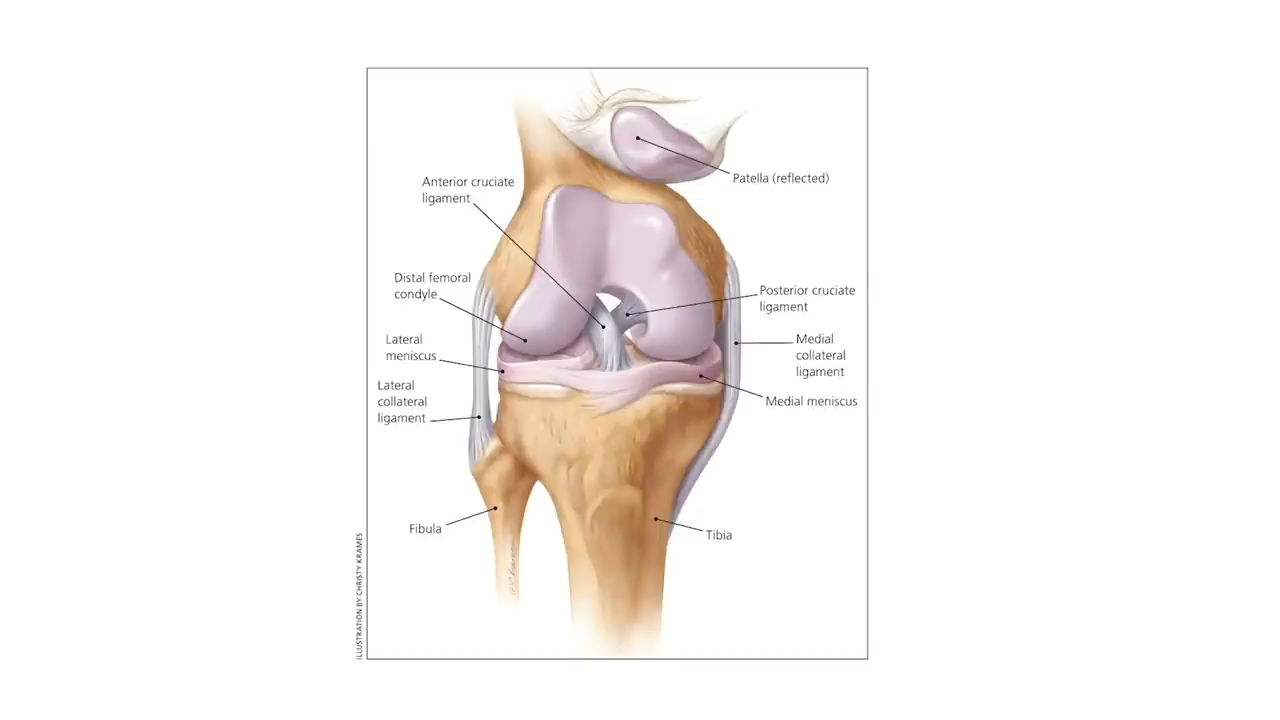 Patella (reflected)
Anterior cruciate
ligament
Distal femoral
condyle
Posterior cruciate
ligament
Lateral
meniscus
Medial
collateral
ligament
Lateral
collateral
ligament
Medial meniscus
Fibula
Tibia
ILLUSTRATION BY CHRISTY KRAMES